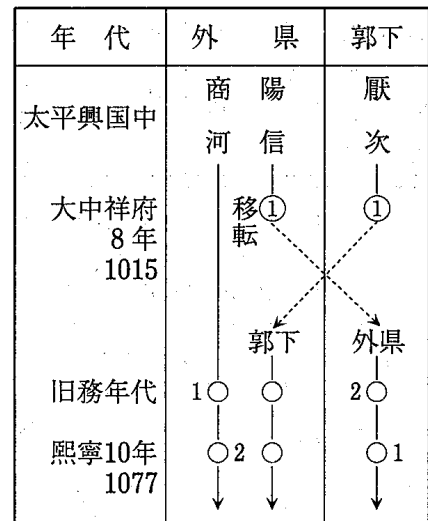 年代 外県 郭下
太平興国中 商河 陽信 厭次
大中祥府 移転 ① ①
8年
1015
郭下 外県
旧務年代 1○ ○ 2○
熙寧10年 ○2 ○ ○1
1077